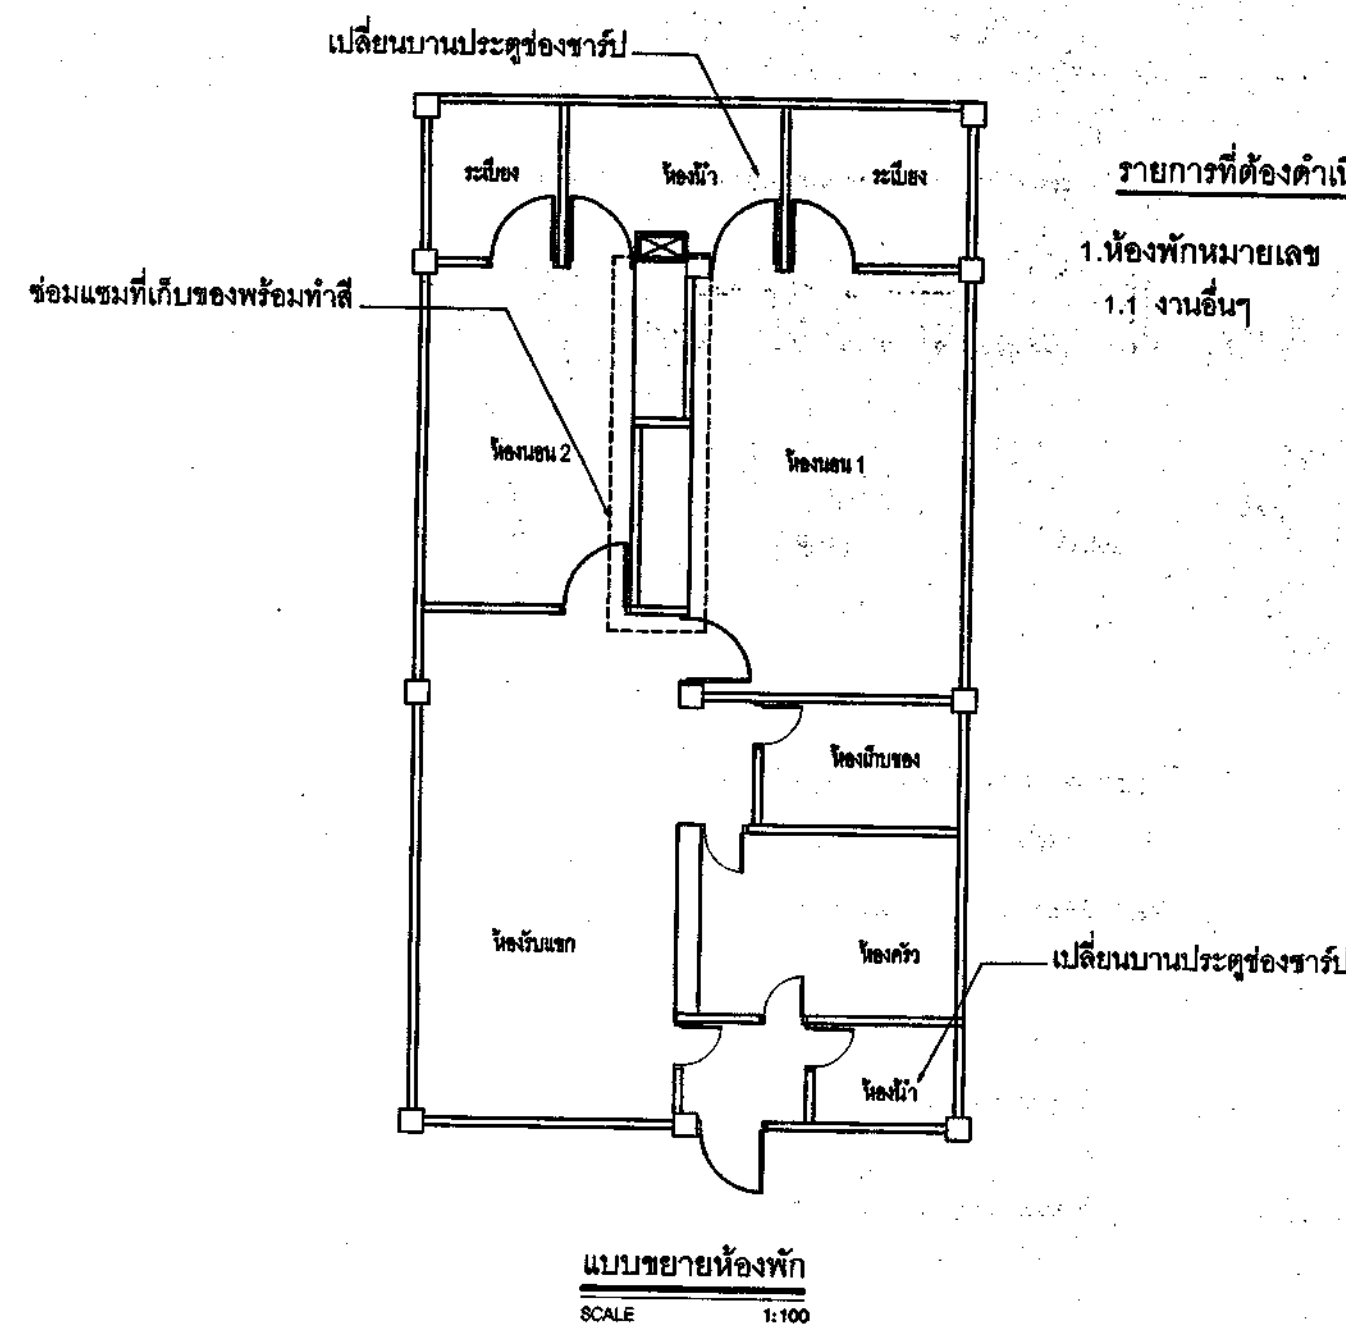 เปลี่ยนบานประตูช่องชาร์ป
ระเบียง
ห้องน้ำ
ระเบียง
รายการที่ต้องดำเนิ
1.ห้องพักหมายเลข
1.1 งานอื่นๆ
ซ่อมแซมที่เก็บของพร้อมทำสี
ห้องนอน 2
ห้องนอน 1
ห้องเก็บของ
ห้องรับแขก
ห้องครัว
เปลี่ยนบานประตูช่องชาร์ป
ห้องน้ำ
แบบขยายห้องพัก
SCALE 1:100